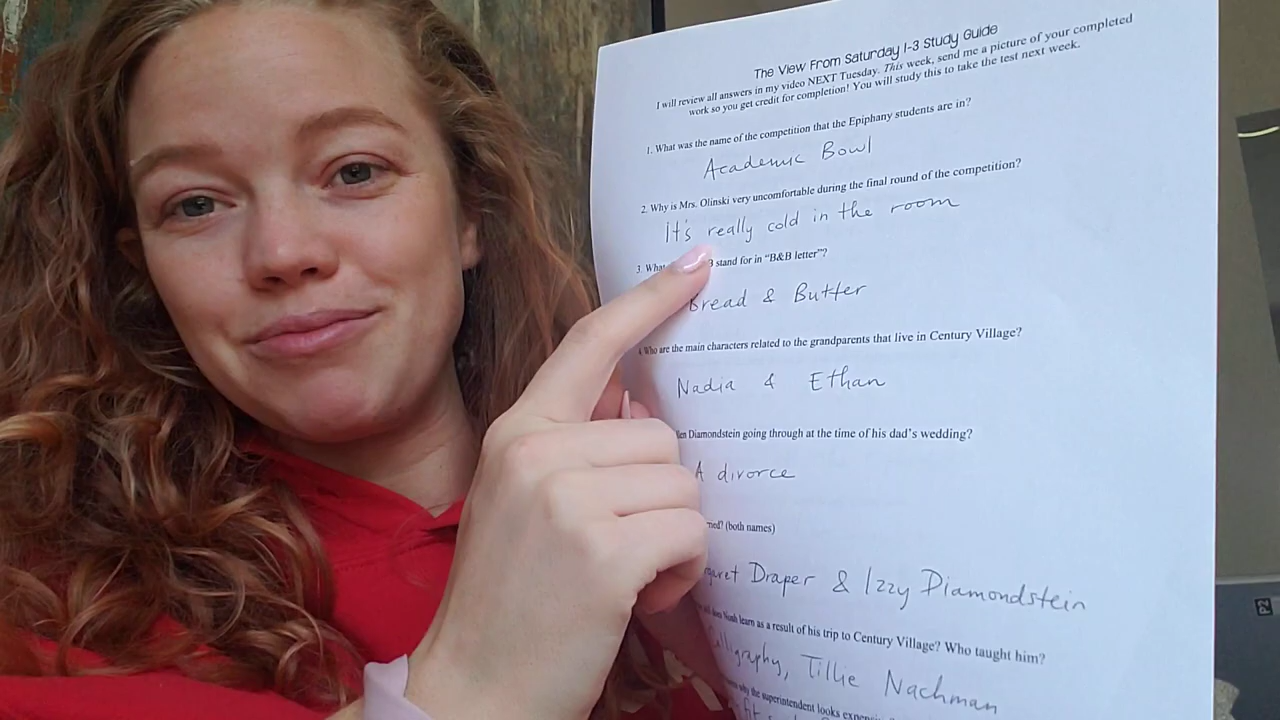 The View From Saturday 1-3 Study Guide
I will review all answers in my video NEXT Tuesday. This week, send me a picture of your completed
work so you get credit for completion! You will study this to take the test next week.
1. What was the name of the competition that the Epiphany students are in?
Academic Bowl
2. Why is Mrs. Olinski very uncomfortable during the final round of the competition?
It's really cold in the room
3. What stand for in "B&B letter"?
Bread & Butter
4 Who are the main characters related to the grandparents that live in Century Village?
Nadia & Ethan
Diamondstein going through at the time of his dad's wedding?
A divorce
(both names)
Draper & Izzy Diamondstein
Noah learn as a result of his trip to Century Village? Who taught him?
Tillie Nachman
why the superintendent looks